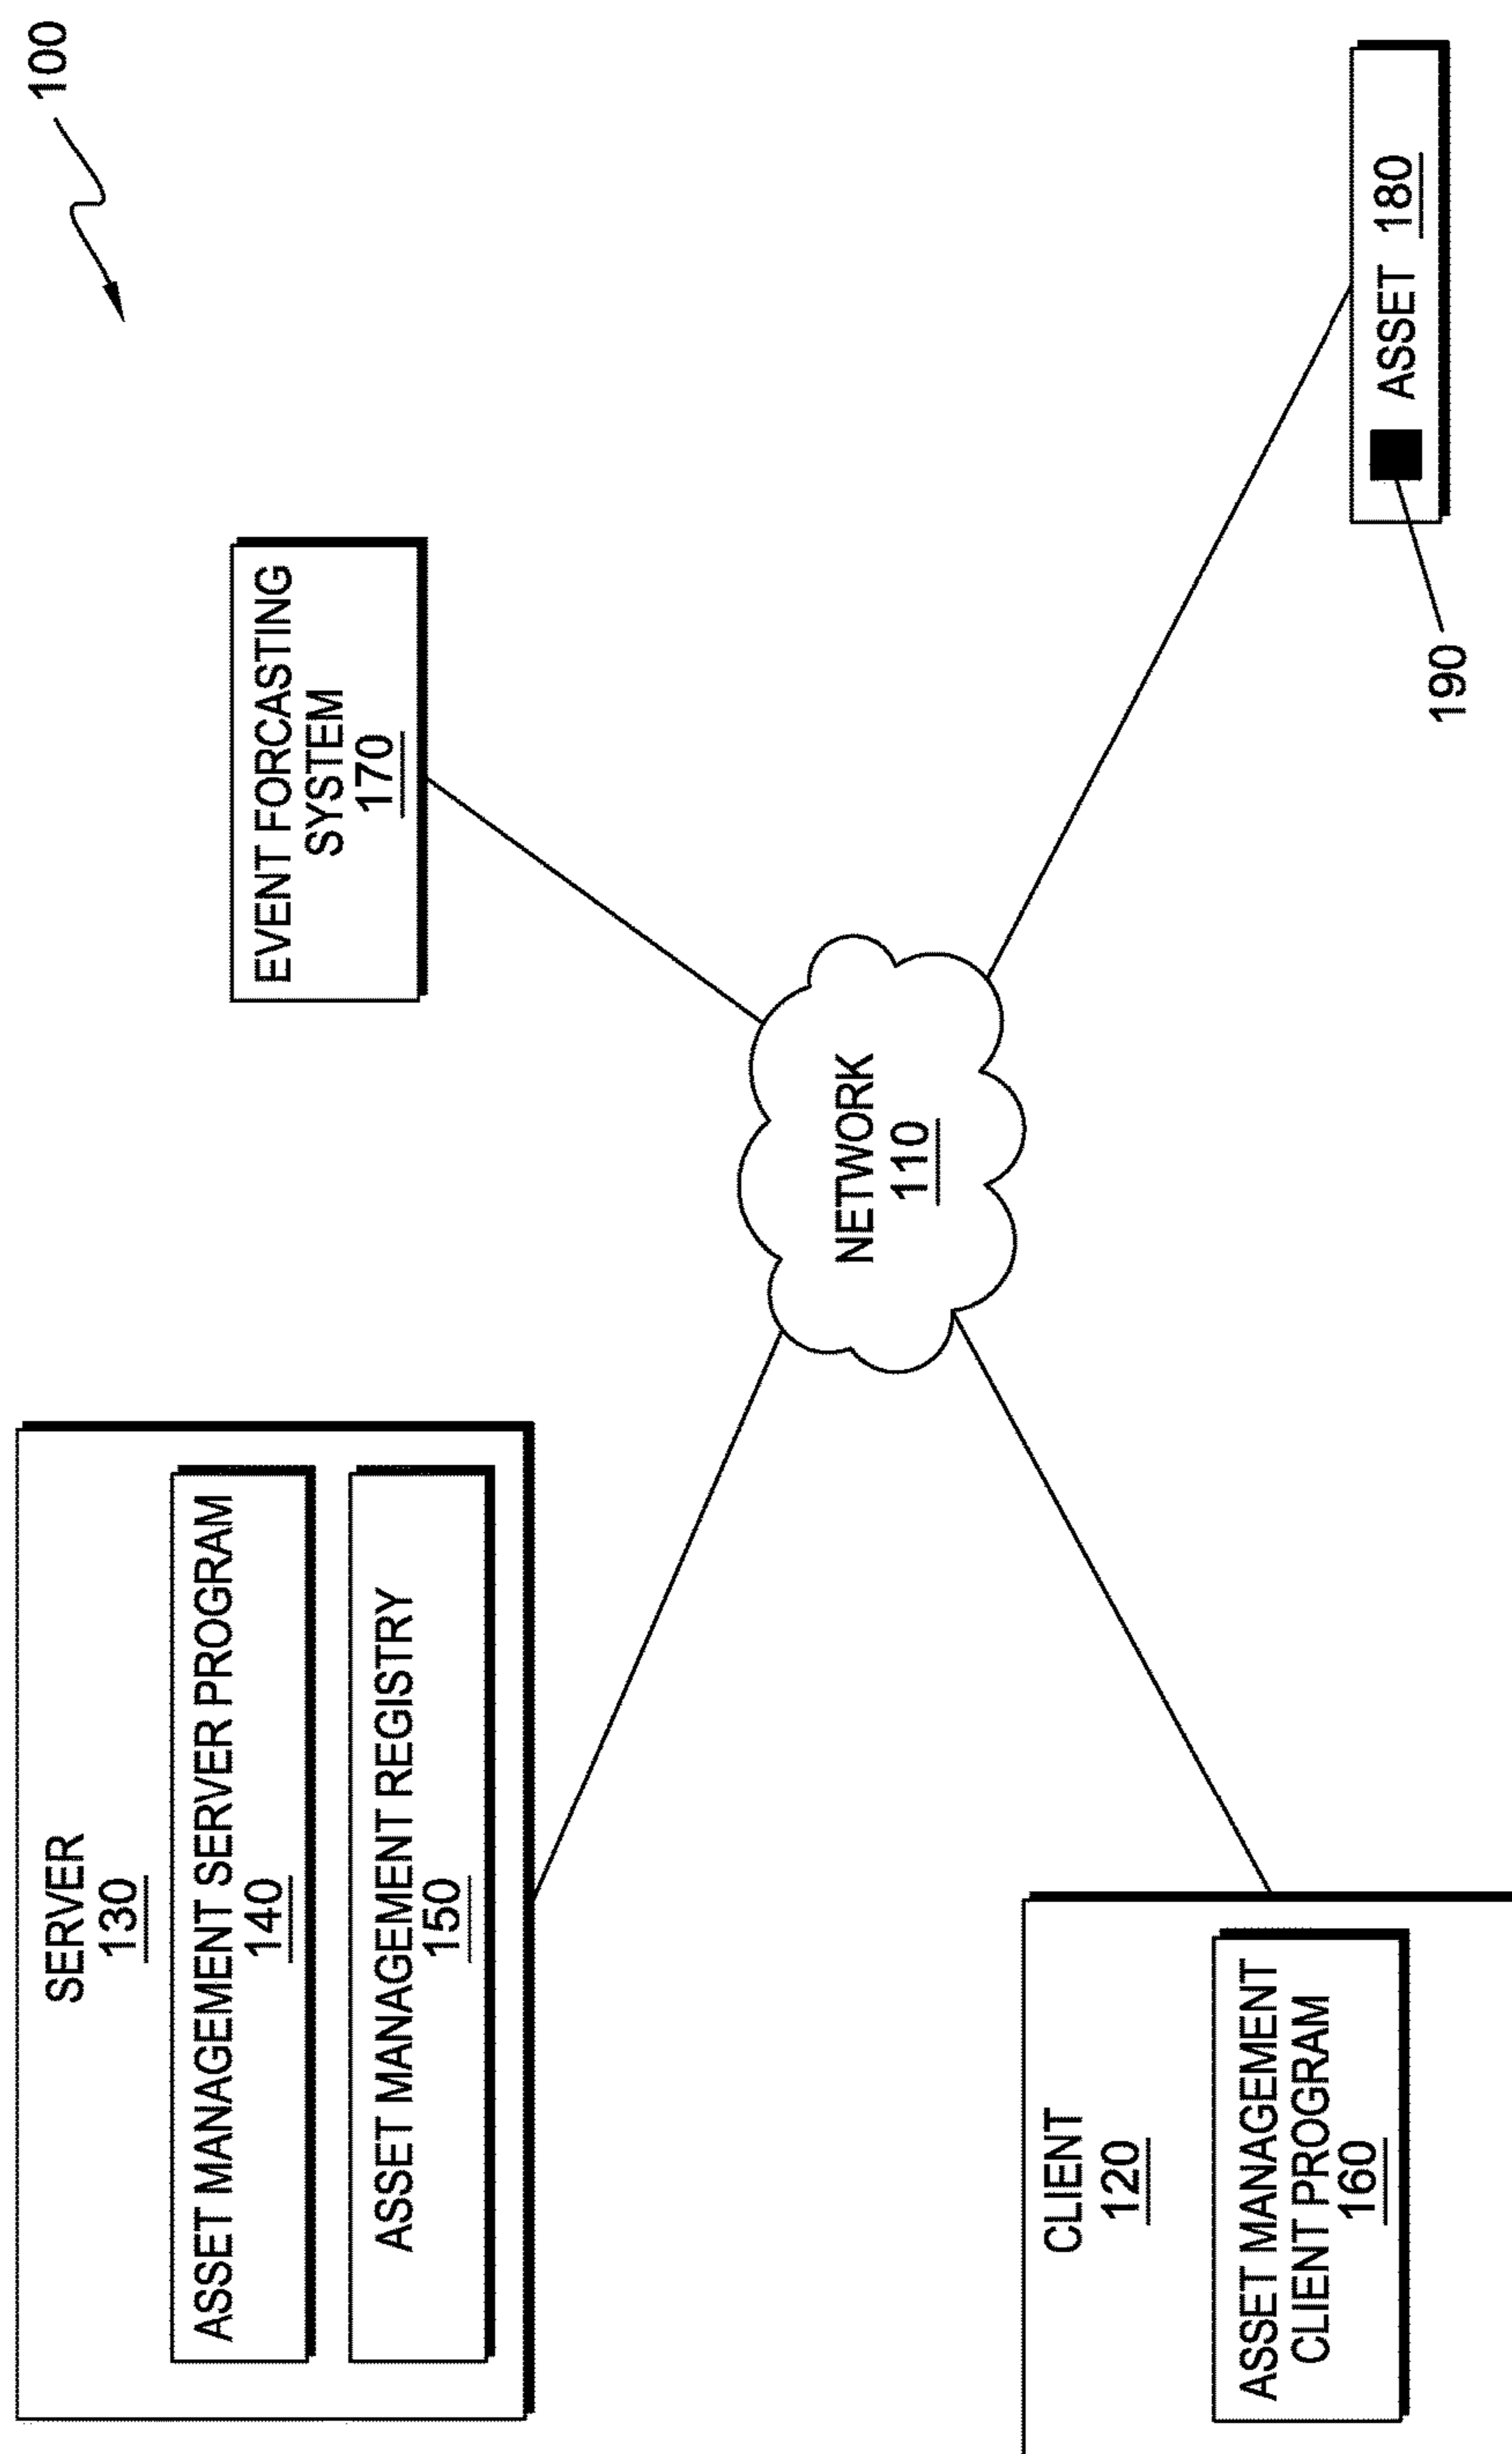 100
SERVER
130
ASSET MANAGEMENT SERVER PROGRAM
140
ASSET MANAGEMENT REGISTRY
150
EVENT FORCASTING
SYSTEM
170
NETWORK
110
CLIENT
120
ASSET MANAGEMENT
CLIENT PROGRAM
160
ASSET 180
190